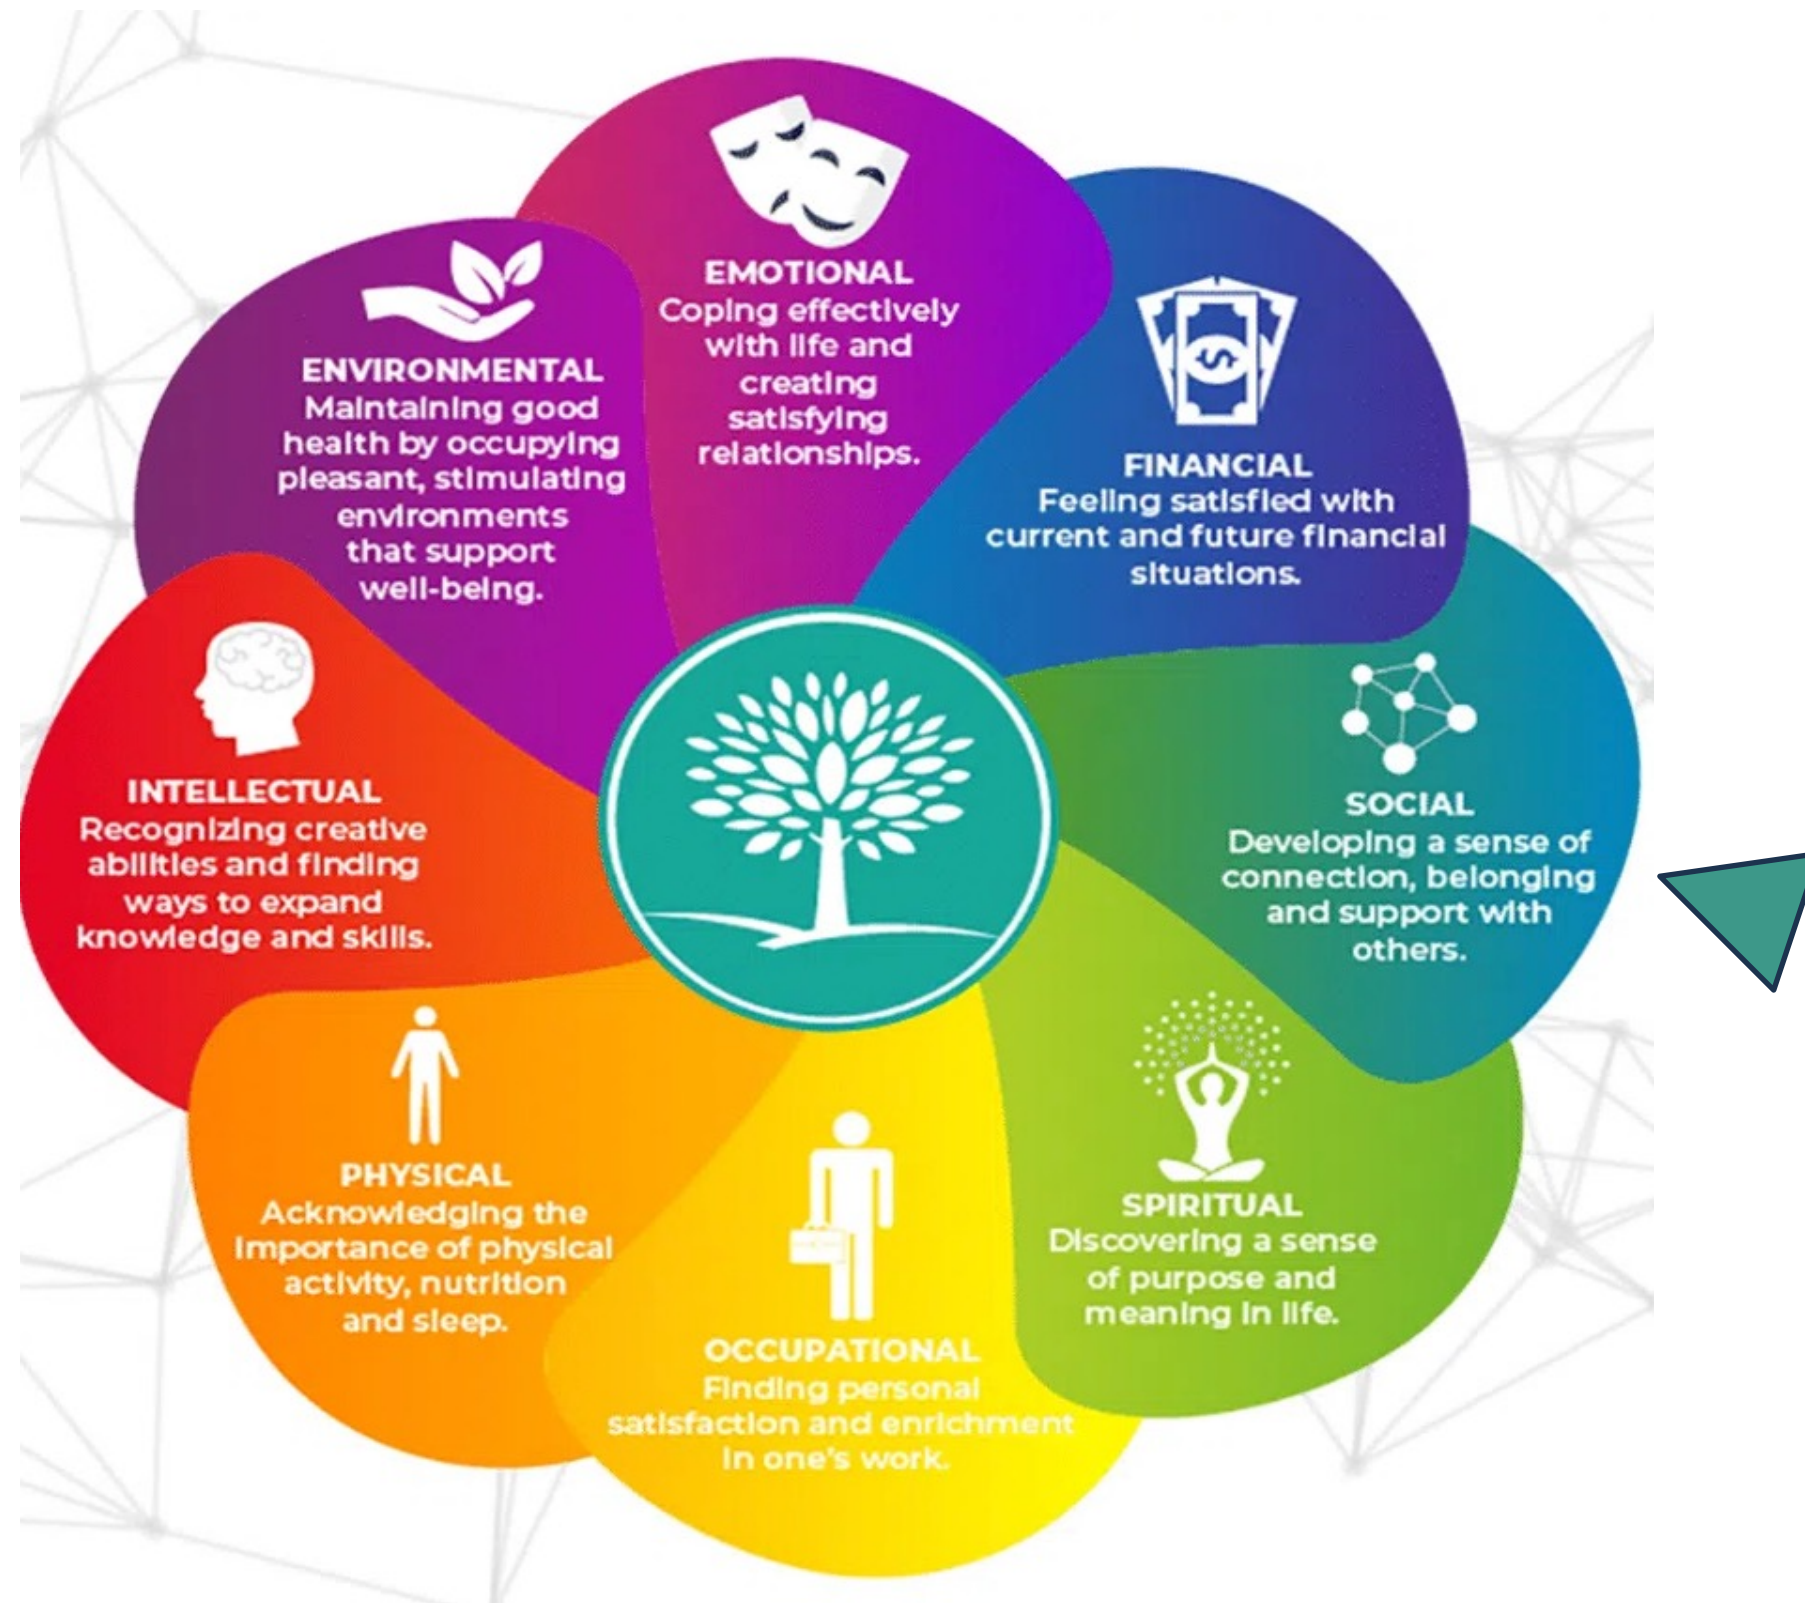 EMOTIONAL
Coping effectively
with life and
creating
satisfying
relationships.
FINANCIAL
Feeling satisfied with
current and future financial
situations.
SOCIAL
Developing a sense of
connection, belonging
and support with
others.
SPIRITUAL
Discovering a sense
of purpose and
meaning in life.
OCCUPATIONAL
Finding personal
satisfaction and enrichment
in one's work.
PHYSICAL
Acknowledging the
importance of physical
activity, nutrition
and sleep.
INTELLECTUAL
Recognizing creative
abilities and finding
ways to expand
knowledge and skills.
ENVIRONMENTAL
Maintaining good
health by occupying
pleasant, stimulating
environments
that support
well-being.